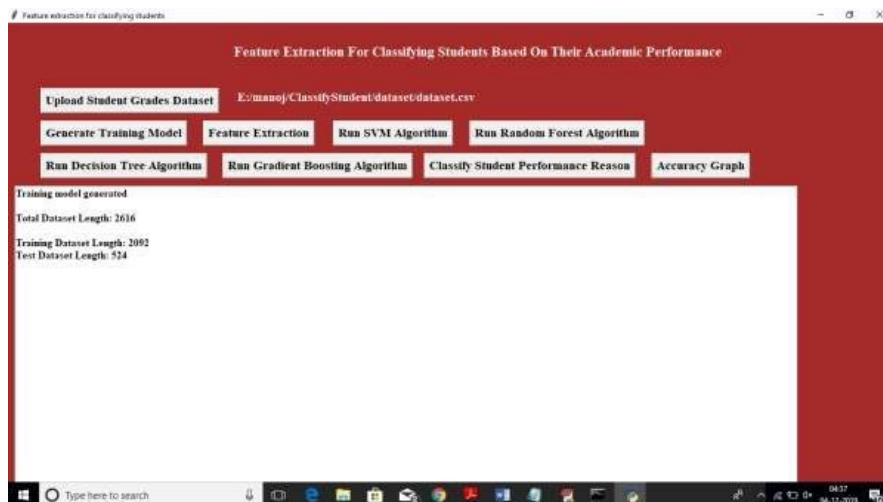 Feature extraction for classifying students
Feature Extraction For Classifying Students Based On Their Academic Performance
Upload Student Grades Dataset E:/manoj/ClassifyStudent/dataset/dataset.csv
Generate Training Model Feature Extraction Run SVM Algorithm Run Random Forest Algorithm
Run Decision Tree Algorithm Run Gradient Boosting Algorithm Classify Student Performance Reason Accuracy Graph
Training model generated
Total Dataset Length: 2616
Training Dataset Length: 2092
Test Dataset Length: 524
Type here to search
04:37